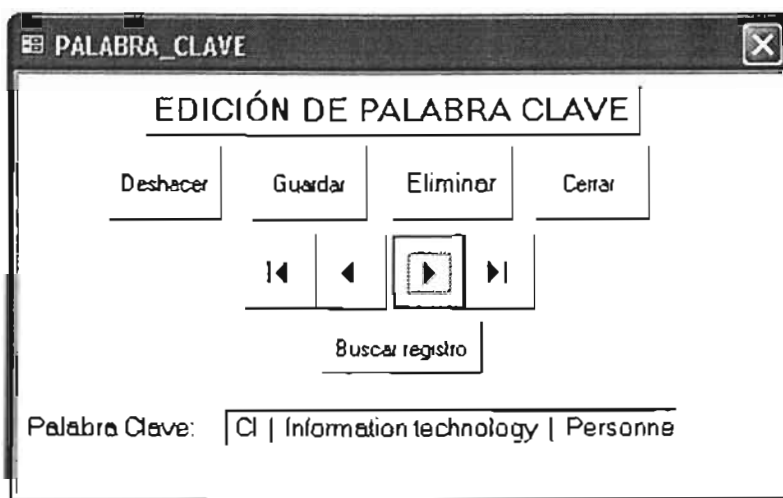 PALABRA_CLAVE
EDICIÓN DE PALABRA CLAVE
Deshacer Guardar Eliminar Cerrar
Buscar registro
Palabra Clave: CI | Information technology | Personne